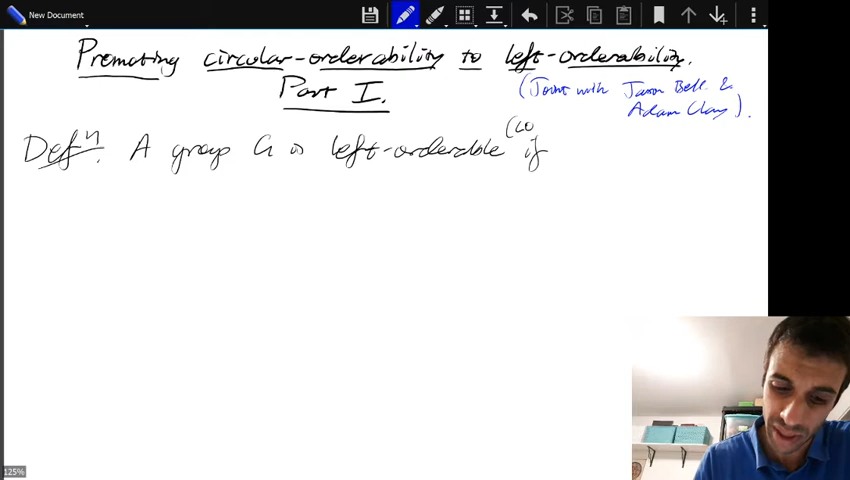 New Document
Promoting circular-orderability to left-orderability.
Part I.
(Joint with Jason Bell &
Adam Clay).
Defⁿ. A group G is left-orderable (LO if
125%